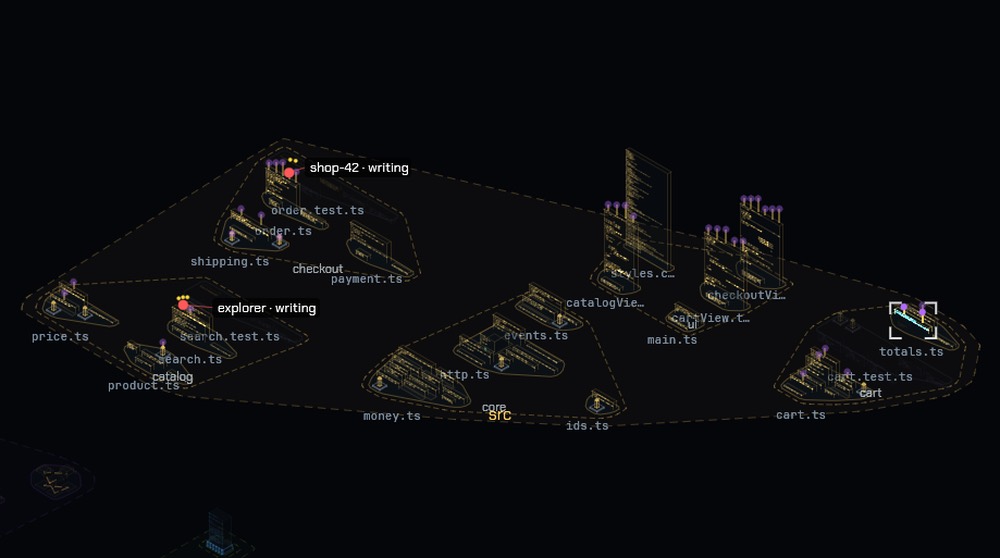 shop-42 · writing
order.test.ts
order.ts
shipping.ts
checkout
payment.ts
styles.c…
catalogVie…
checkoutVi…
cartView.t…
ui
main.ts
explorer · writing
price.ts
search.test.ts
search.ts
catalog
product.ts
events.ts
http.ts
money.ts
core
src
ids.ts
totals.ts
cart.test.ts
cart
cart.ts